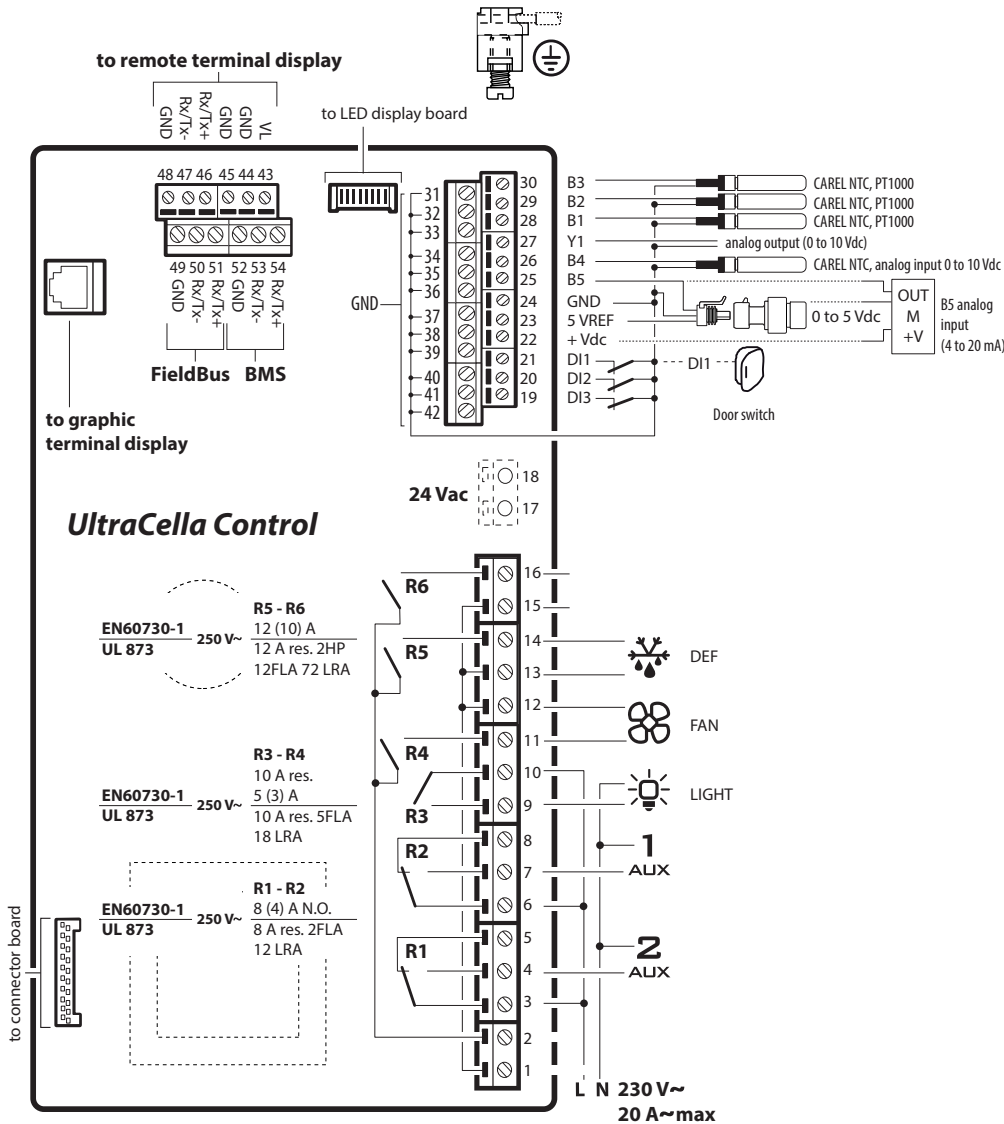 to remote terminal display
GND
Rx/Tx-
Rx/Tx+
GND
GND
VL
to LED display board
48 47 46 45 44 43
49 50 51 52 53 54
GND
Rx/Tx-
Rx/Tx+
GND
Rx/Tx-
Rx/Tx+
FieldBus BMS
to graphic
terminal display
GND
31
32
33
34
35
36
37
38
39
40
41
42
30 B3 CAREL NTC, PT1000
29 B2 CAREL NTC, PT1000
28 B1 CAREL NTC, PT1000
27 Y1 analog output (0 to 10 Vdc)
26 B4 CAREL NTC, analog input 0 to 10 Vdc
25 B5
24 GND
23 5 VREF
22 + Vdc
21 DI1
20 DI2
19 DI3
0 to 5 Vdc
OUT
M
+V
B5 analog
input
(4 to 20 mA)
DI1
Door switch
24 Vac
18
17
UltraCella Control
R5 - R6
EN60730-1
UL 873
250 V~
12 (10) A
12 A res. 2HP
12FLA 72 LRA
R3 - R4
EN60730-1
UL 873
250 V~
10 A res.
5 (3) A
10 A res. 5FLA
18 LRA
R1 - R2
EN60730-1
UL 873
250 V~
8 (4) A N.O.
8 A res. 2FLA
12 LRA
to connector board
R6
R5
R4
R3
R2
R1
16
15
14
13
12
11
10
9
8
7
6
5
4
3
2
1
DEF
FAN
LIGHT
1
AUX
2
AUX
L N 230 V~
20 A~max